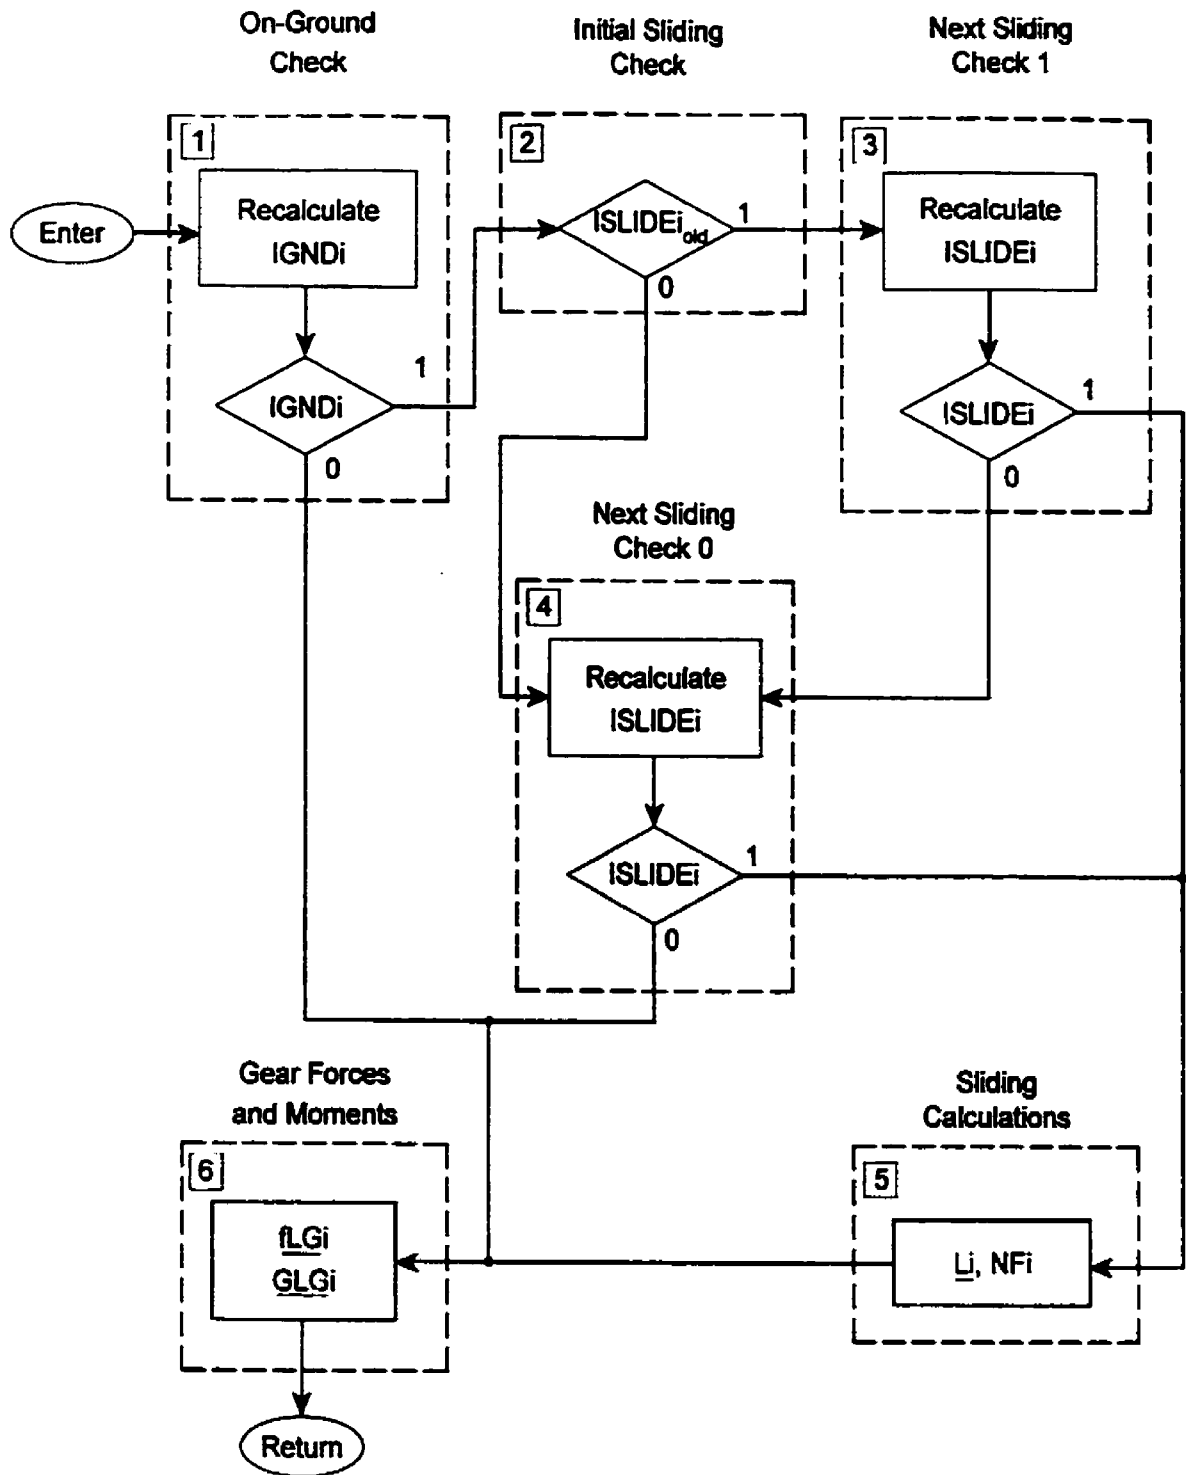 On-Ground
Check
Initial Sliding
Check
Next Sliding
Check 1
1
2
3
Enter
Recalculate
IGNDi
ISLIDEi old
1
0
Recalculate
ISLIDEi
IGNDi
1
0
ISLIDEi
1
0
Next Sliding
Check 0
4
Recalculate
ISLIDEi
ISLIDEi
1
0
Gear Forces
and Moments
6
fLGi
GLGi
Sliding
Calculations
5
Li, NFi
Return